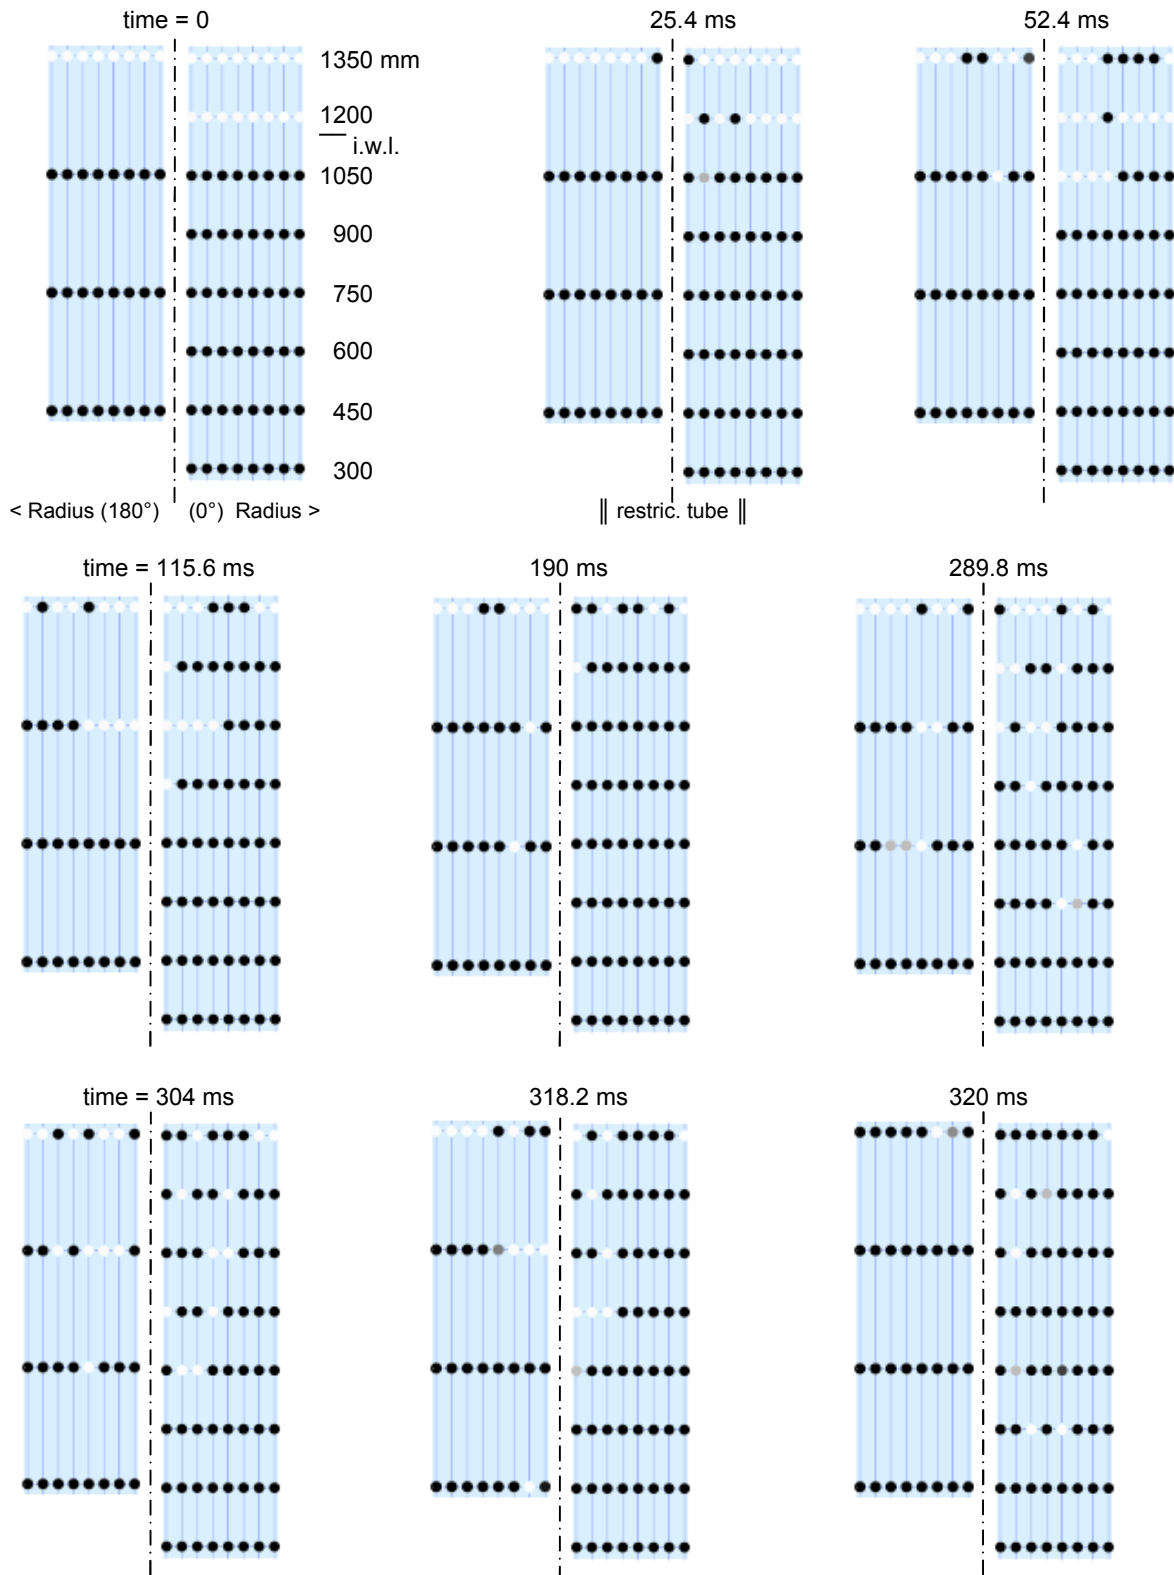 time = 0
25.4 ms
52.4 ms
1350 mm
1200
i.w.l.
1050
900
750
600
450
300
< Radius (180°) (0°) Radius >
|| restric. tube ||
time = 115.6 ms
190 ms
289.8 ms
time = 304 ms
318.2 ms
320 ms